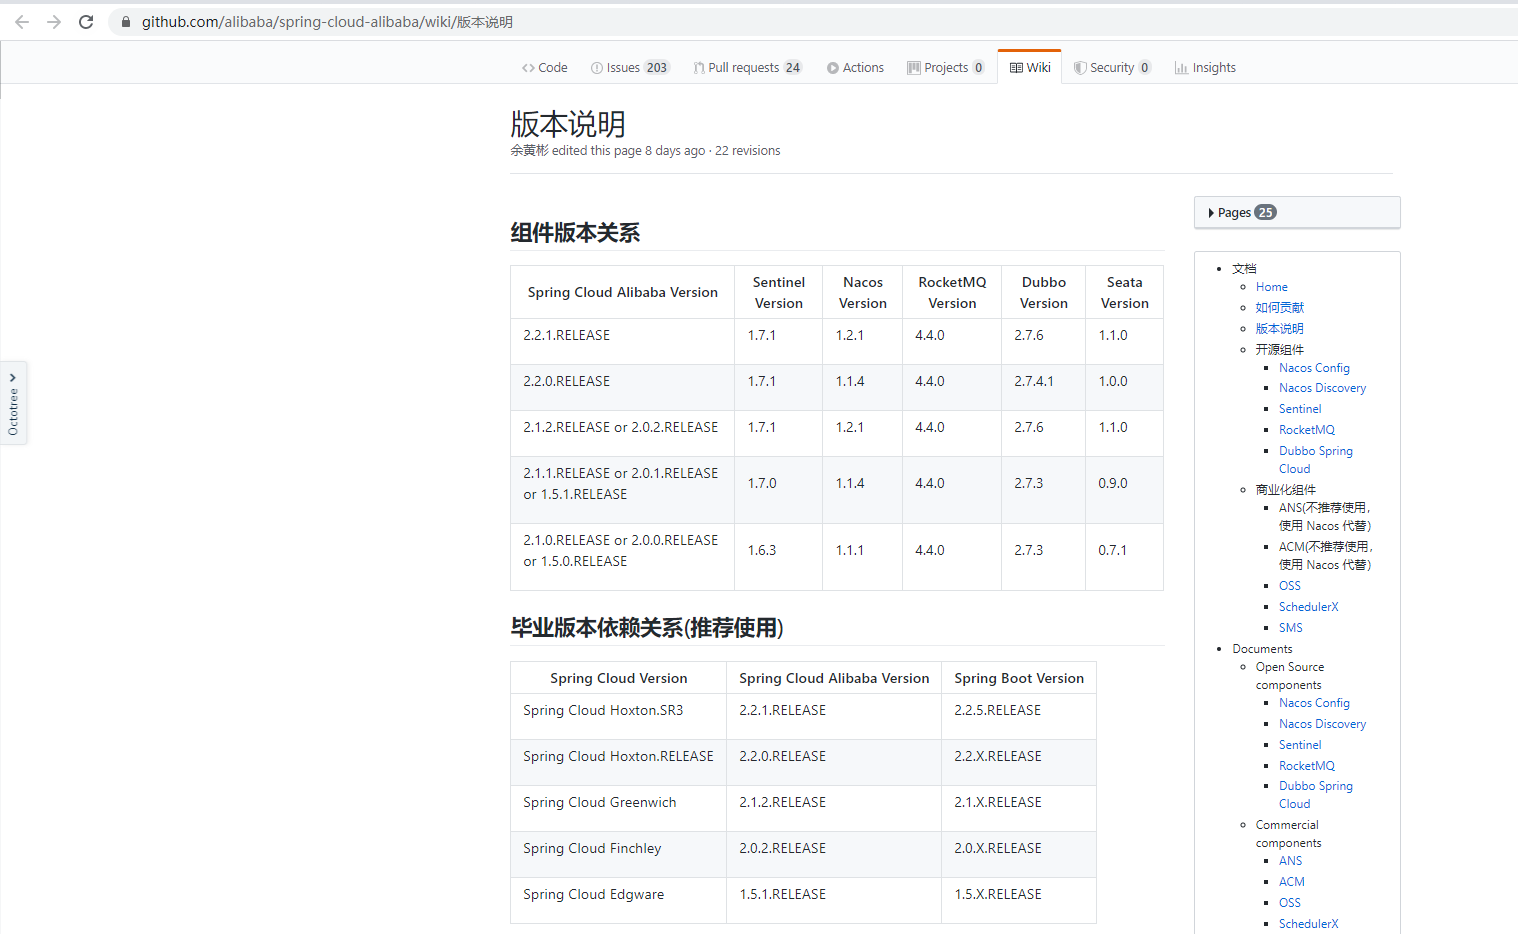 github.com/alibaba/spring-cloud-alibaba/wiki/版本说明
Code Issues 203 Pull requests 24 Actions Projects 0 Wiki Security 0 Insights
版本说明
余黄彬 edited this page 8 days ago · 22 revisions
Octotree
组件版本关系
Spring Cloud Alibaba Version Sentinel Version Nacos Version RocketMQ Version Dubbo Version Seata Version
2.2.1.RELEASE 1.7.1 1.2.1 4.4.0 2.7.6 1.1.0
2.2.0.RELEASE 1.7.1 1.1.4 4.4.0 2.7.4.1 1.0.0
2.1.2.RELEASE or 2.0.2.RELEASE 1.7.1 1.2.1 4.4.0 2.7.6 1.1.0
2.1.1.RELEASE or 2.0.1.RELEASE or 1.5.1.RELEASE 1.7.0 1.1.4 4.4.0 2.7.3 0.9.0
2.1.0.RELEASE or 2.0.0.RELEASE or 1.5.0.RELEASE 1.6.3 1.1.1 4.4.0 2.7.3 0.7.1
毕业版本依赖关系(推荐使用)
Spring Cloud Version Spring Cloud Alibaba Version Spring Boot Version
Spring Cloud Hoxton.SR3 2.2.1.RELEASE 2.2.5.RELEASE
Spring Cloud Hoxton.RELEASE 2.2.0.RELEASE 2.2.X.RELEASE
Spring Cloud Greenwich 2.1.2.RELEASE 2.1.X.RELEASE
Spring Cloud Finchley 2.0.2.RELEASE 2.0.X.RELEASE
Spring Cloud Edgware 1.5.1.RELEASE 1.5.X.RELEASE
Pages 25
文档
Home
如何贡献
版本说明
开源组件
Nacos Config
Nacos Discovery
Sentinel
RocketMQ
Dubbo Spring
Cloud
商业化组件
ANS(不推荐使用，
使用 Nacos 代替)
ACM(不推荐使用，
使用 Nacos 代替)
OSS
SchedulerX
SMS
Documents
Open Source
components
Nacos Config
Nacos Discovery
Sentinel
RocketMQ
Dubbo Spring
Cloud
Commercial
components
ANS
ACM
OSS
SchedulerX